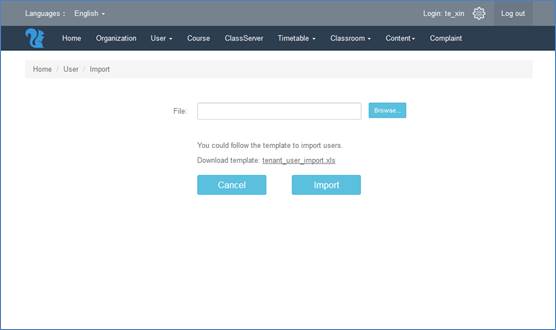 Languages : English Login: te_xin Log out
Home Organization User Course ClassServer Timetable Classroom Content Complaint
Home / User / Import
File: Browse...
You could follow the template to import users.
Download template: tenant_user_import.xls
Cancel Import